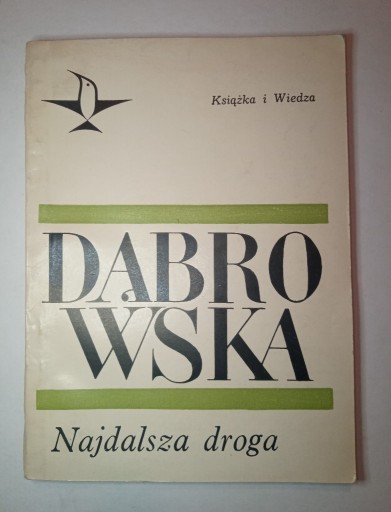 Książka i Wiedza
DĄBRO
WSKA
Najdalsza droga